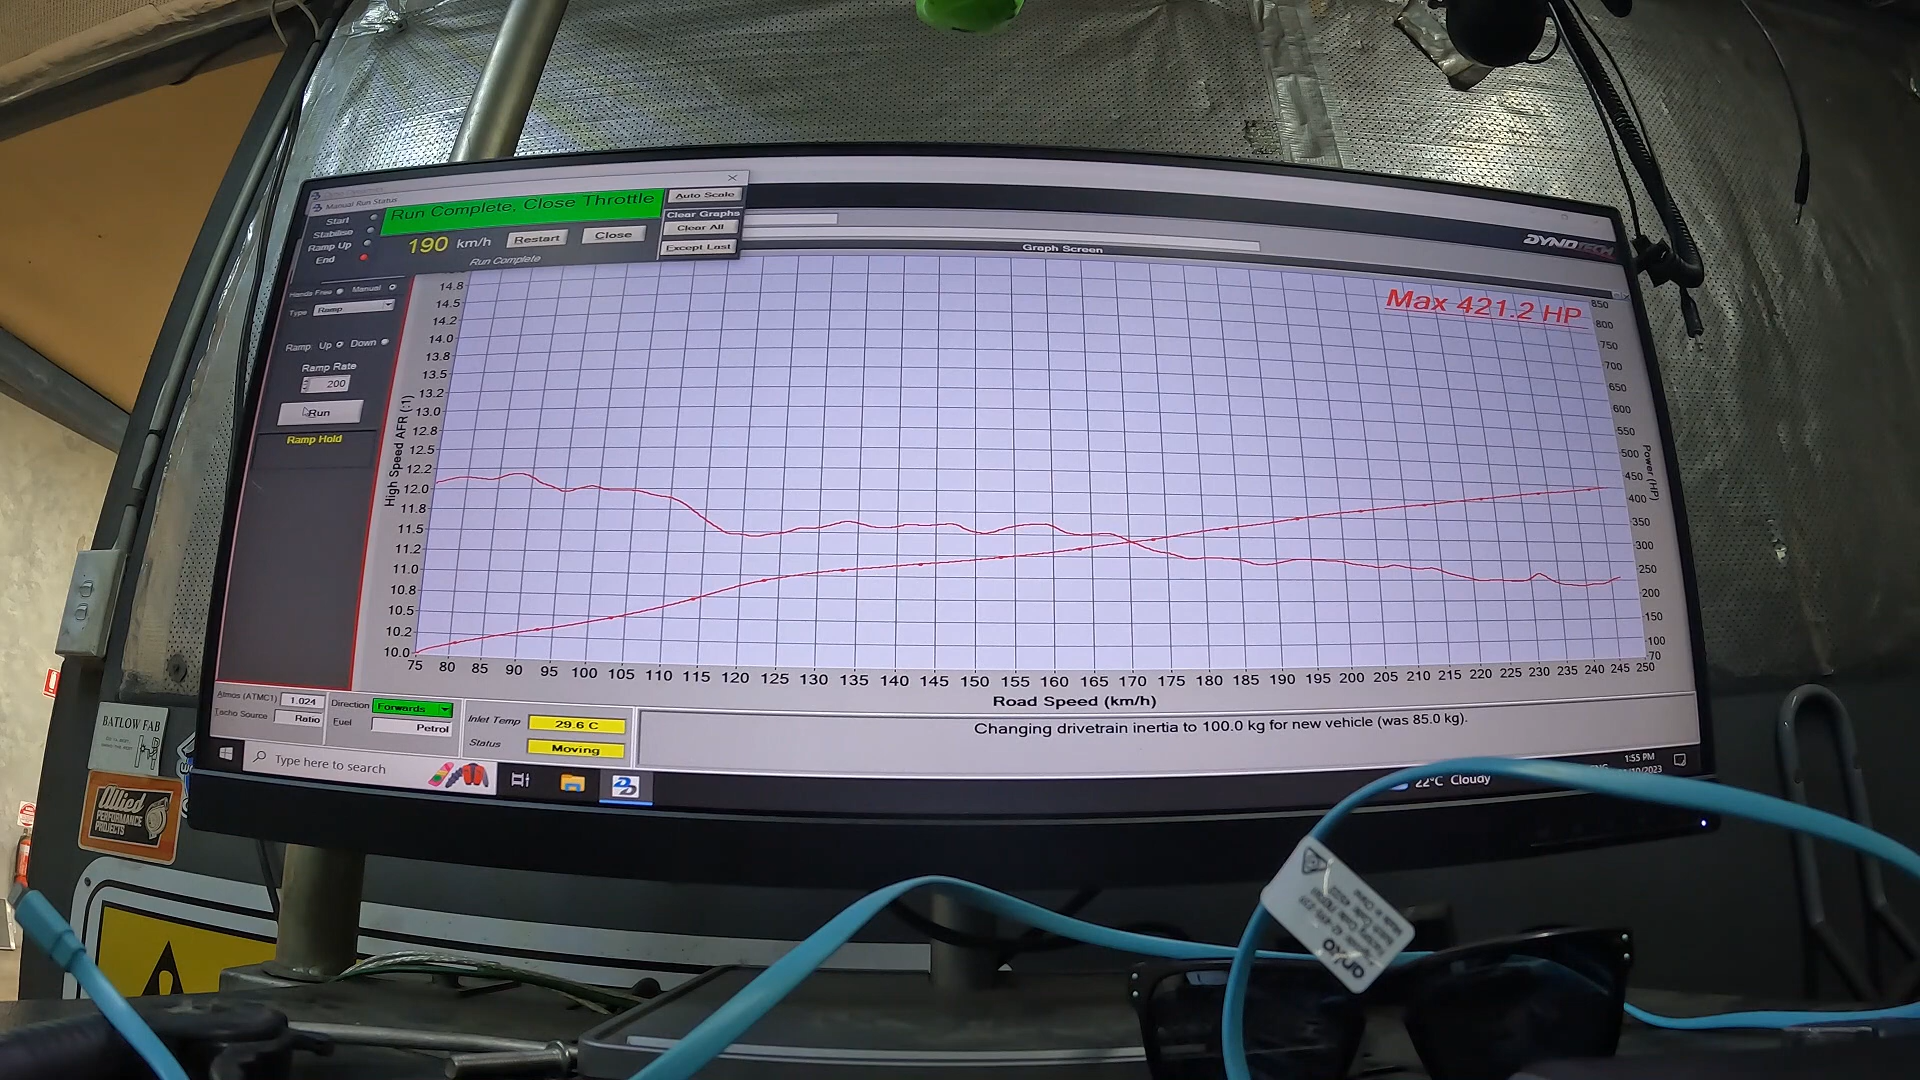 Manual Run Status
Start
Stabilise
Ramp Up
End
Run Complete, Close Throttle
190 km/h
Restart
Close
Run Complete
Auto Scale
Clear Graphs
Clear All
Except Last
Graph Screen
DYNOTECH
Hands Free
Manual
Type
Ramp
Ramp
Up
Down
Ramp Rate
200
Run
Ramp Hold
Max 421.2 HP
High Speed AFR (:1)
14.8
14.5
14.2
14.0
13.8
13.5
13.2
13.0
12.8
12.5
12.2
12.0
11.8
11.5
11.2
11.0
10.8
10.5
10.2
10.0
850
800
750
700
650
600
550
500
450
400
350
300
250
200
150
100
70
Power (HP)
75 80 85 90 95 100 105 110 115 120 125 130 135 140 145 150 155 160 165 170 175 180 185 190 195 200 205 210 215 220 225 230 235 240 245 250
Road Speed (km/h)
Atmos (ATMC1) 1.024
Tacho Source Ratio
Direction Forwards
Fuel Petrol
Inlet Temp 29.6 C
Status Moving
Changing drivetrain inertia to 100.0 kg for new vehicle (was 85.0 kg).
Type here to search
22°C Cloudy
1:55 PM
BATLOW FAB
Allied
PERFORMANCE
PROJECTS
anko